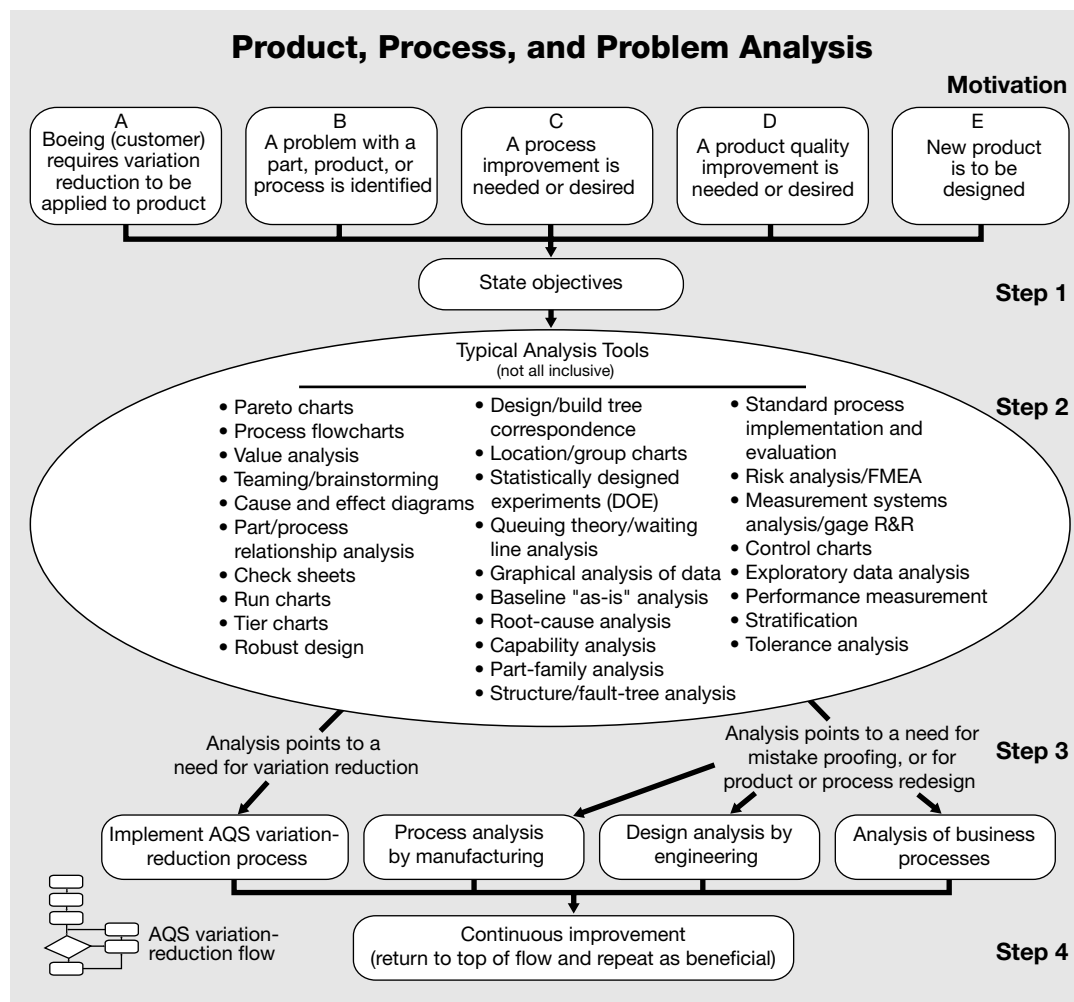 Product, Process, and Problem Analysis
Motivation
A
Boeing (customer)
requires variation
reduction to be
applied to product
B
A problem with a
part, product, or
process is identified
C
A process
improvement is
needed or desired
D
A product quality
improvement is
needed or desired
E
New product
is to be
designed
State objectives
Step 1
Typical Analysis Tools
(not all inclusive)
Step 2
• Pareto charts
• Process flowcharts
• Value analysis
• Teaming/brainstorming
• Cause and effect diagrams
• Part/process
relationship analysis
• Check sheets
• Run charts
• Tier charts
• Robust design
• Design/build tree
correspondence
• Location/group charts
• Statistically designed
experiments (DOE)
• Queuing theory/waiting
line analysis
• Graphical analysis of data
• Baseline "as-is" analysis
• Root-cause analysis
• Capability analysis
• Part-family analysis
• Structure/fault-tree analysis
• Standard process
implementation and
evaluation
• Risk analysis/FMEA
• Measurement systems
analysis/gage R&R
• Control charts
• Exploratory data analysis
• Performance measurement
• Stratification
• Tolerance analysis
Analysis points to a
need for variation reduction
Analysis points to a need for
mistake proofing, or for
product or process redesign
Step 3
Implement AQS variation-
reduction process
Process analysis
by manufacturing
Design analysis by
engineering
Analysis of business
processes
AQS variation-
reduction flow
Continuous improvement
(return to top of flow and repeat as beneficial)
Step 4